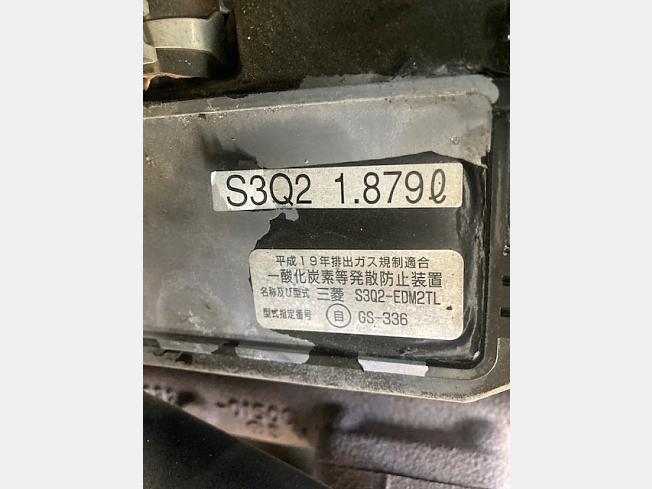 S3Q2 1.879ℓ
平成19年排出ガス規制適合
一酸化炭素等発散防止装置
名称及び型式 三菱 S3Q2-EDM2TL
型式指定番号 自 GS-336